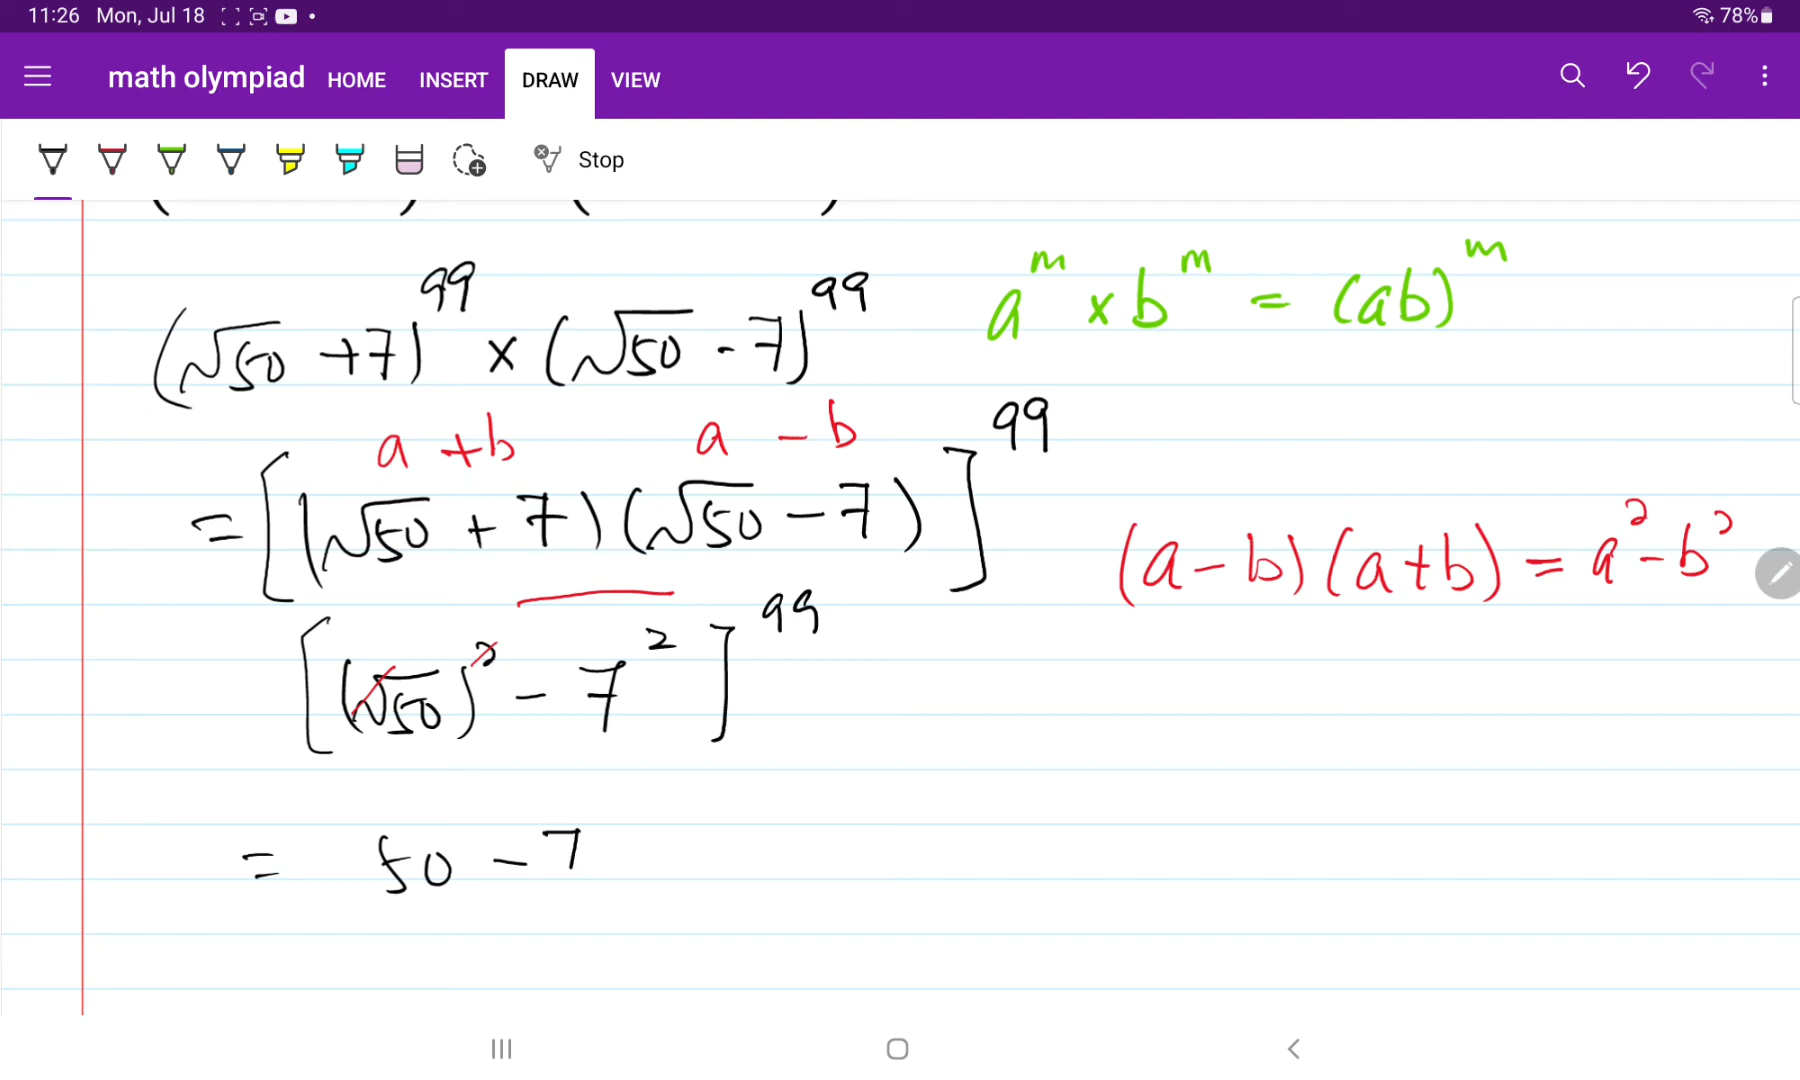 11:26 Mon, Jul 18 78%
math olympiad HOME INSERT DRAW VIEW
Stop
(√50 +7)^99 × (√50 - 7)^99
a^m × b^m = (ab)^m
a + b a - b
= [(√50 + 7)(√50 - 7)]^99
(a - b)(a + b) = a^2 - b^2
[(√50)^2 - 7^2]^99
= 50 - 7